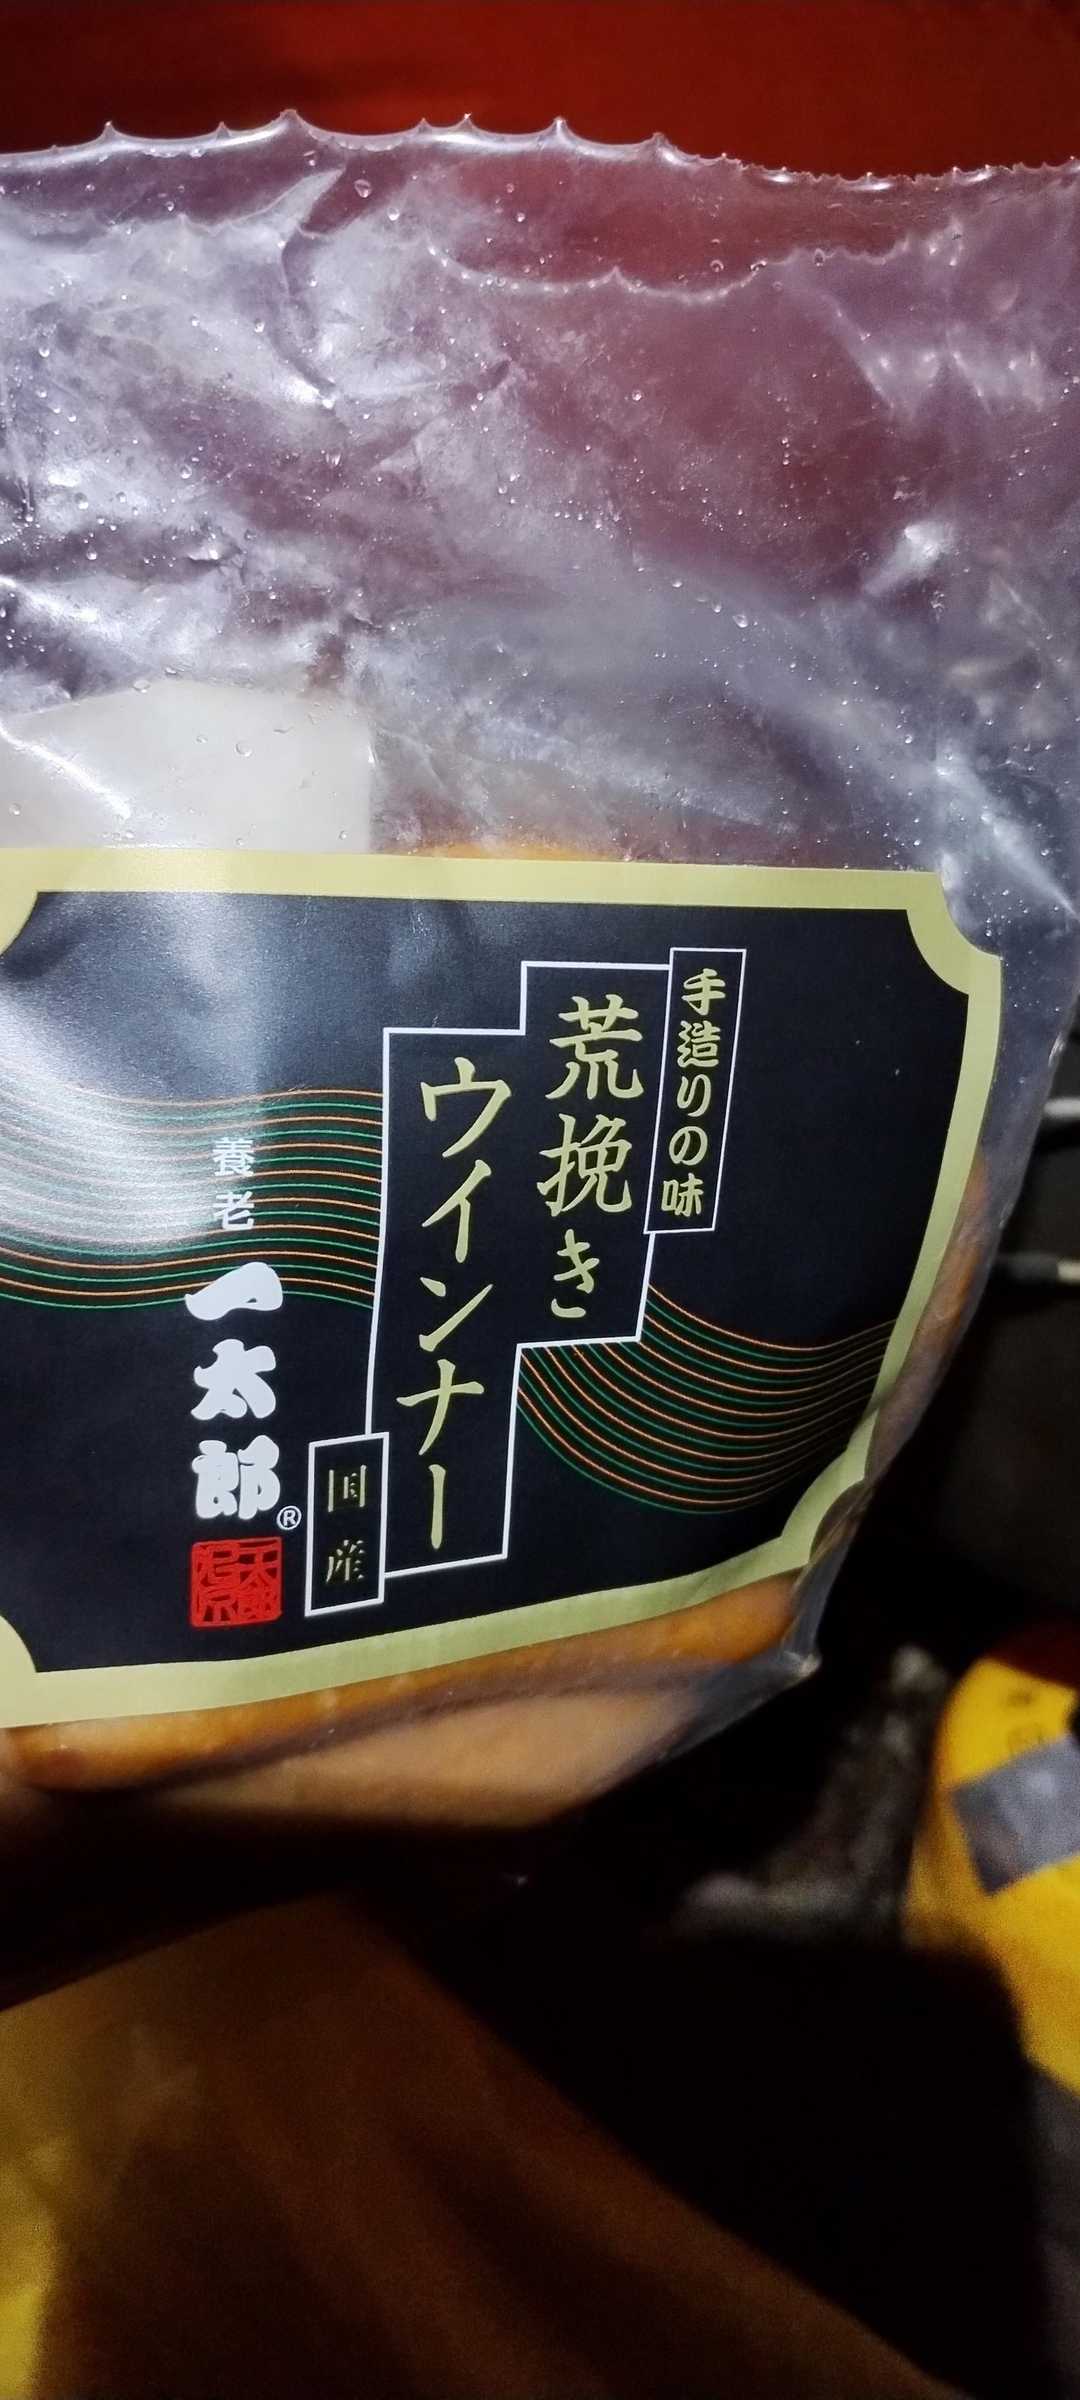 手造りの味
荒挽き
ウインナー
国産
養老
一太郎®